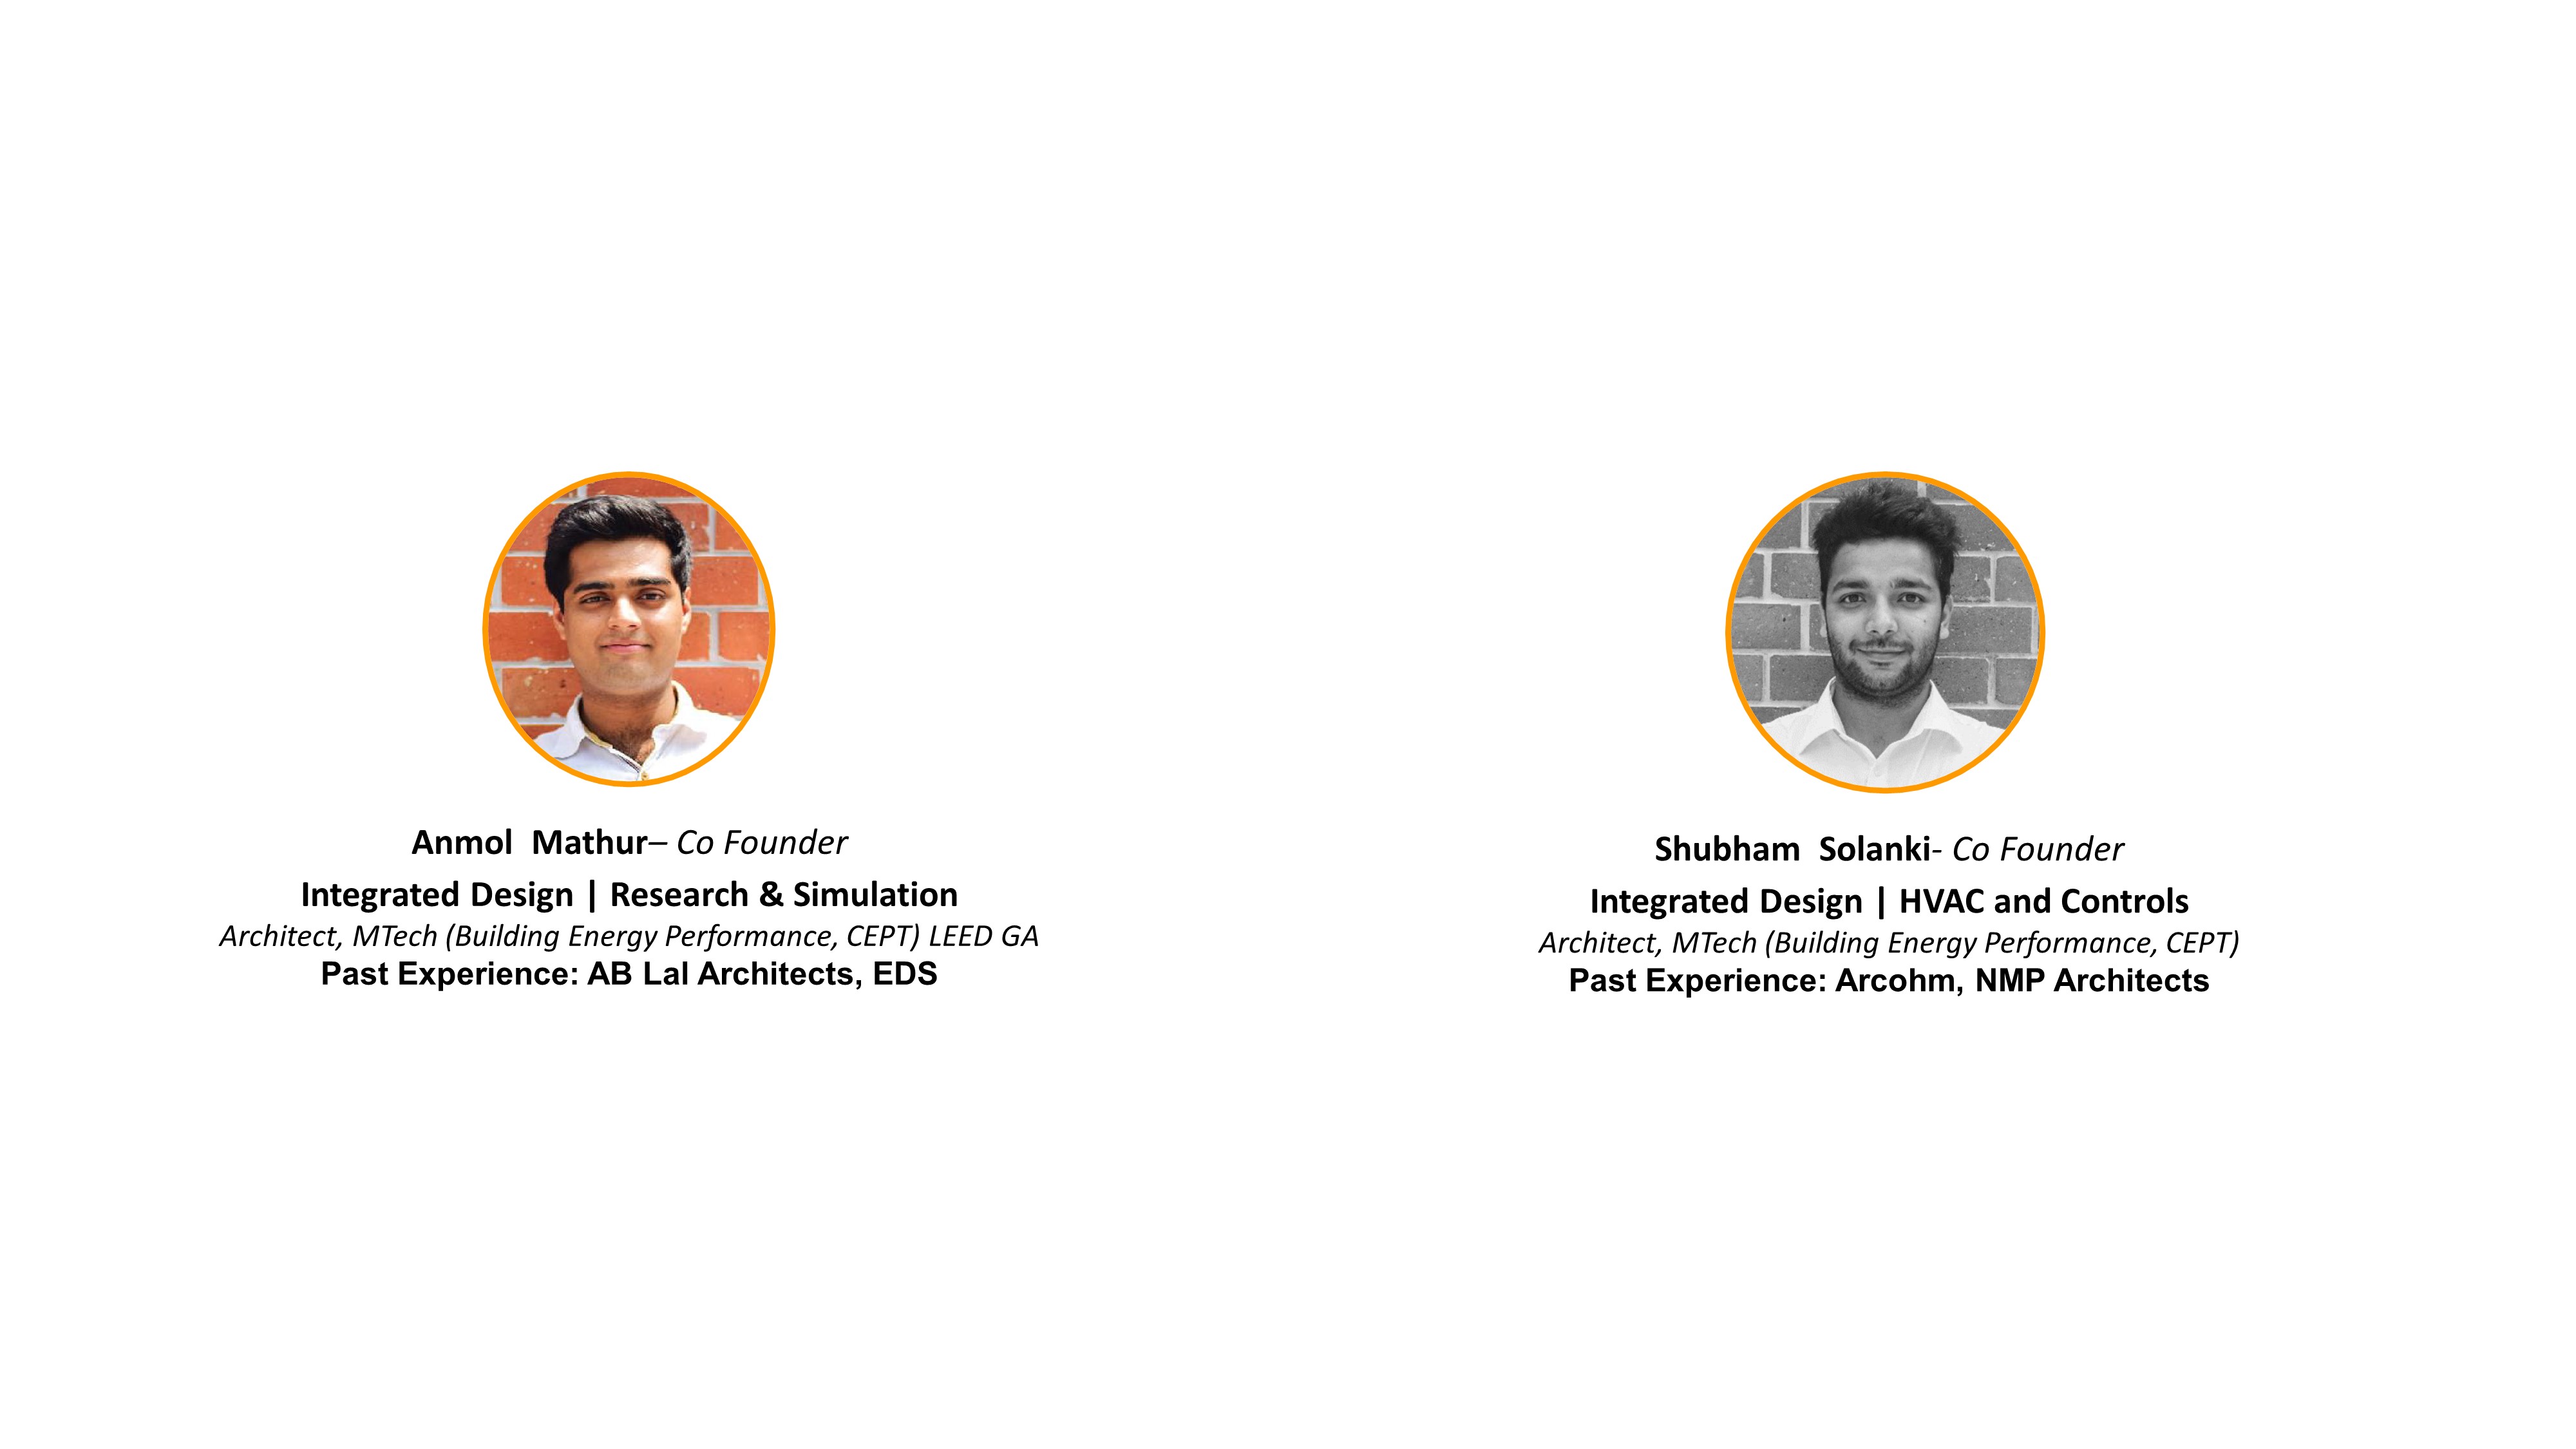 Anmol  Mathur– Co Founder
Integrated Design | Research & Simulation
Architect, MTech (Building Energy Performance, CEPT) LEED GA
Past Experience: AB Lal Architects, EDS
Shubham  Solanki- Co Founder
Integrated Design | HVAC and Controls
Architect, MTech (Building Energy Performance, CEPT)
Past Experience: Arcohm, NMP Architects